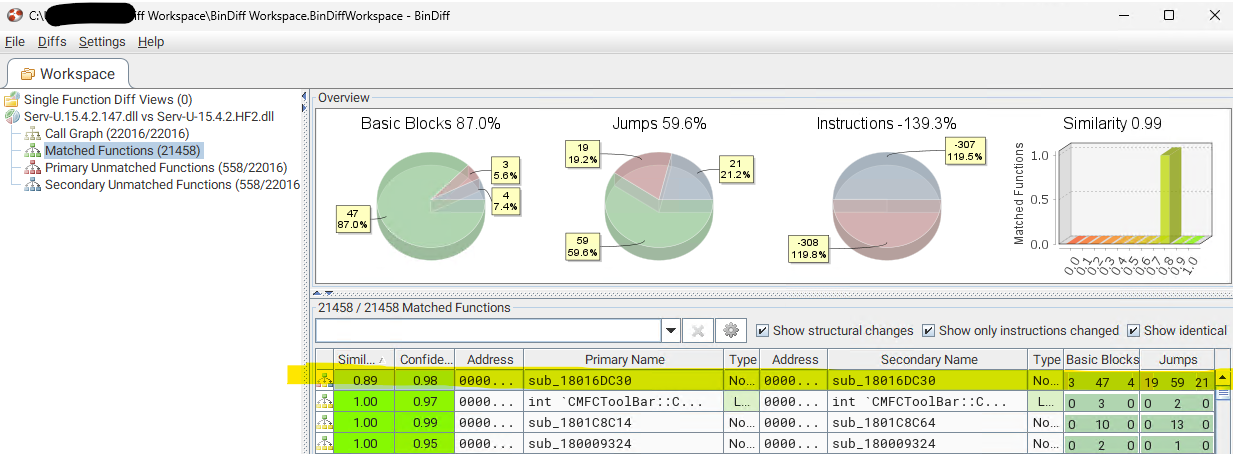 C:\ iff Workspace\BinDiff Workspace.BinDiffWorkspace - BinDiff
File Diffs Settings Help
Workspace
Single Function Diff Views (0)
Serv-U.15.4.2.147.dll vs Serv-U-15.4.2.HF2.dll
Call Graph (22016/22016)
Matched Functions (21458)
Primary Unmatched Functions (558/22016)
Secondary Unmatched Functions (558/22016
Overview
Basic Blocks 87.0%
3
5.6%
4
7.4%
47
87.0%
Jumps 59.6%
19
19.2%
21
21.2%
59
59.6%
Instructions -139.3%
-307
119.5%
-308
119.8%
Similarity 0.99
Matched Functions
1.0
0.5
0.0
0.0 0.1 0.2 0.3 0.4 0.5 0.6 0.7 0.8 0.9 1.0
21458 / 21458 Matched Functions
Show structural changes Show only instructions changed Show identical
Simil... Confide... Address Primary Name Type Address Secondary Name Type Basic Blocks Jumps
0.89 0.98 0000... sub_18016DC30 No... 0000... sub_18016DC30 No... 3 47 4 19 59 21
1.00 0.97 0000... int `CMFCToolBar::C... L... 0000... int `CMFCToolBar::C... L... 0 3 0 0 2 0
1.00 0.99 0000... sub_1801C8C14 No... 0000... sub_1801C8C64 No... 0 10 0 0 13 0
1.00 0.95 0000... sub_180009324 No... 0000... sub_180009324 No... 0 2 0 0 1 0